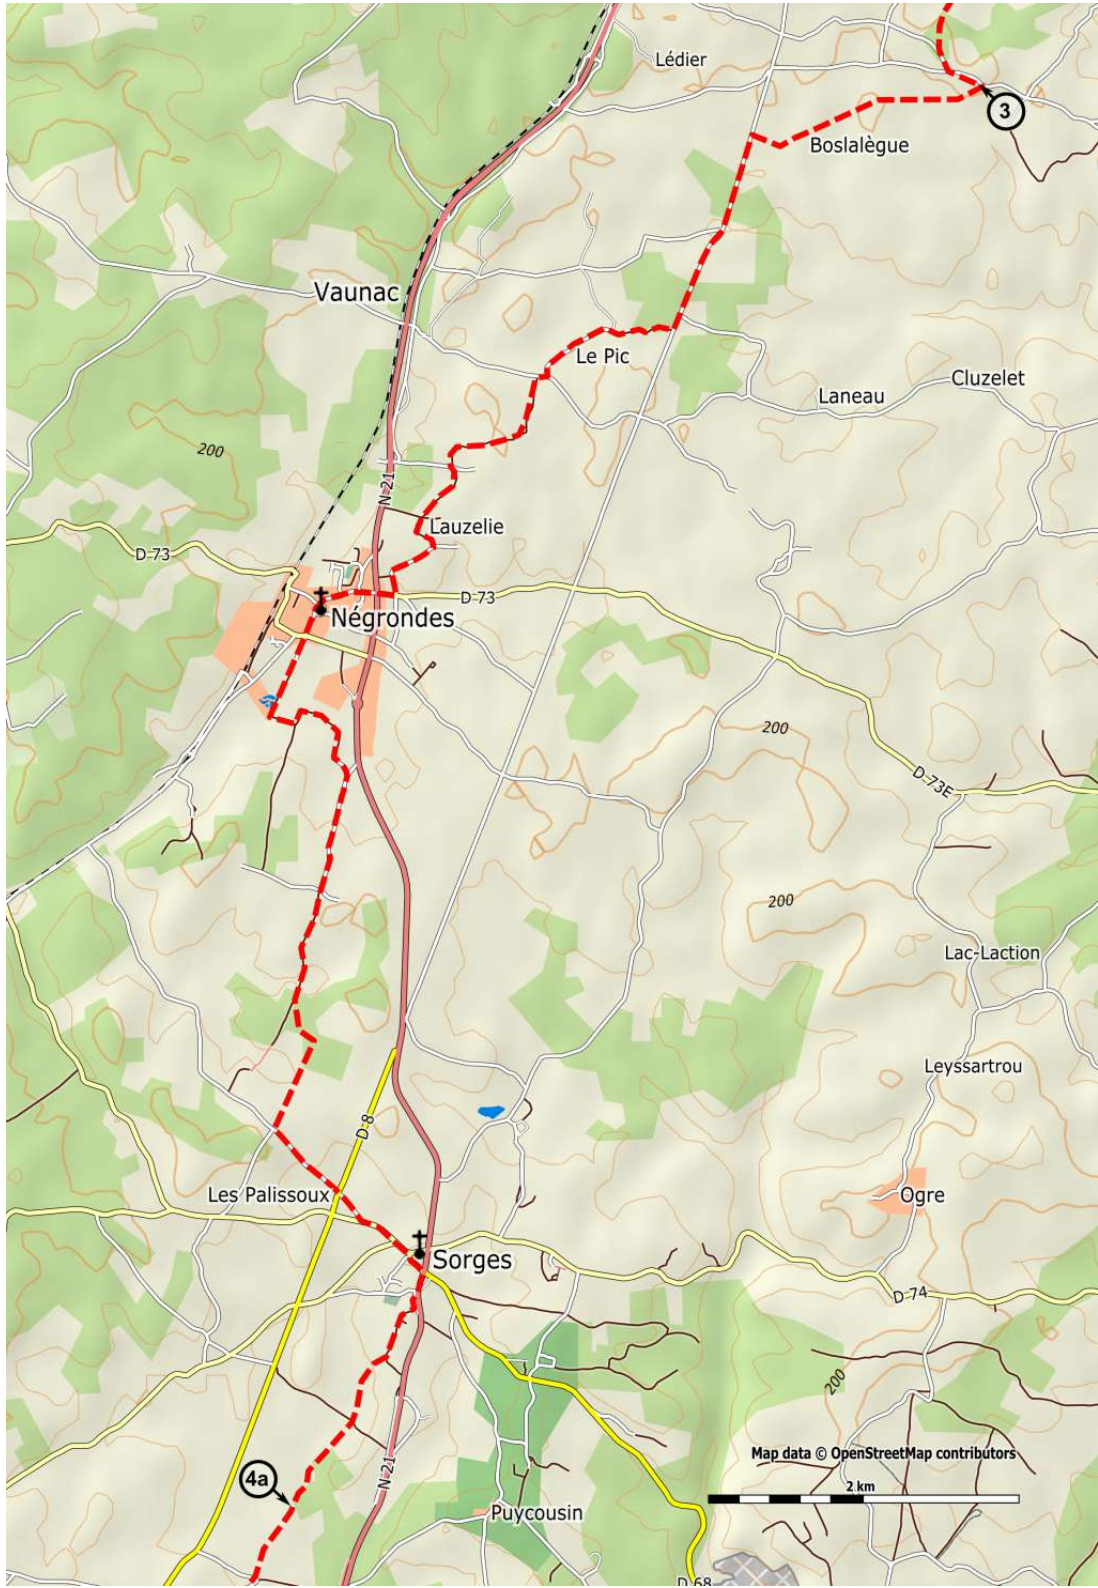 Lédier
3
Boslalègue
Vaunac
Le Pic
Cluzelet
Laneau
200
N 21
Lauzelie
D 73
D 73
Négrondes
200
D 73E
200
Lac-Laction
Leyssartrou
D 8
Les Palissoux
Ogre
Sorges
D 74
200
Map data © OpenStreetMap contributors
4a
N 21
2 km
Puycousin
D 68